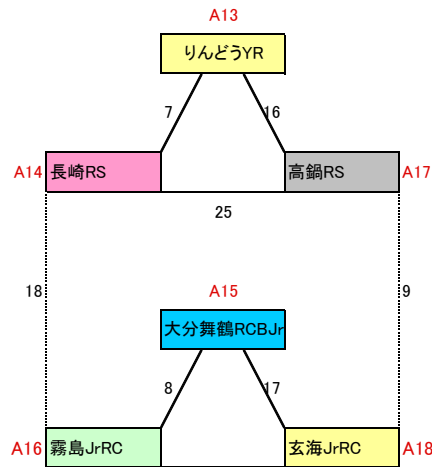 A13
りんどうYR
7
16
A14
長崎RS
高鍋RS
A17
25
18
A15
9
大分舞鶴RCBJr
8
17
A16
霧島JrRC
玄海JrRC
A18